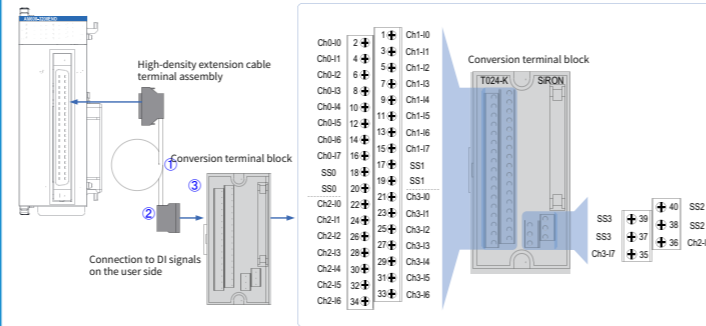 High-density extension cable
terminal assembly
①
Conversion terminal block
③
②
Connection to DI signals
on the user side
Conversion terminal block
T024-K SiRON
1 Ch1-I0
Ch0-I0 2
3 Ch1-I1
Ch0-I1 4
5 Ch1-I2
Ch0-I2 6
7 Ch1-I3
Ch0-I3 8
9 Ch1-I4
Ch0-I4 10
11 Ch1-I5
Ch0-I5 12
13 Ch1-I6
Ch0-I6 14
15 Ch1-I7
Ch0-I7 16
17 SS1
SS0 18
19 SS1
SS0 20
21 Ch3-I0
Ch2-I0 22
23 Ch3-I1
Ch2-I1 24
25 Ch3-I2
Ch2-I2 26
27 Ch3-I3
Ch2-I3 28
29 Ch3-I4
Ch2-I4 30
31 Ch3-I5
Ch2-I5 32
33 Ch3-I6
Ch2-I6 34
40 SS2
SS3 39
38 SS2
SS3 37
36
Ch3-I7 35